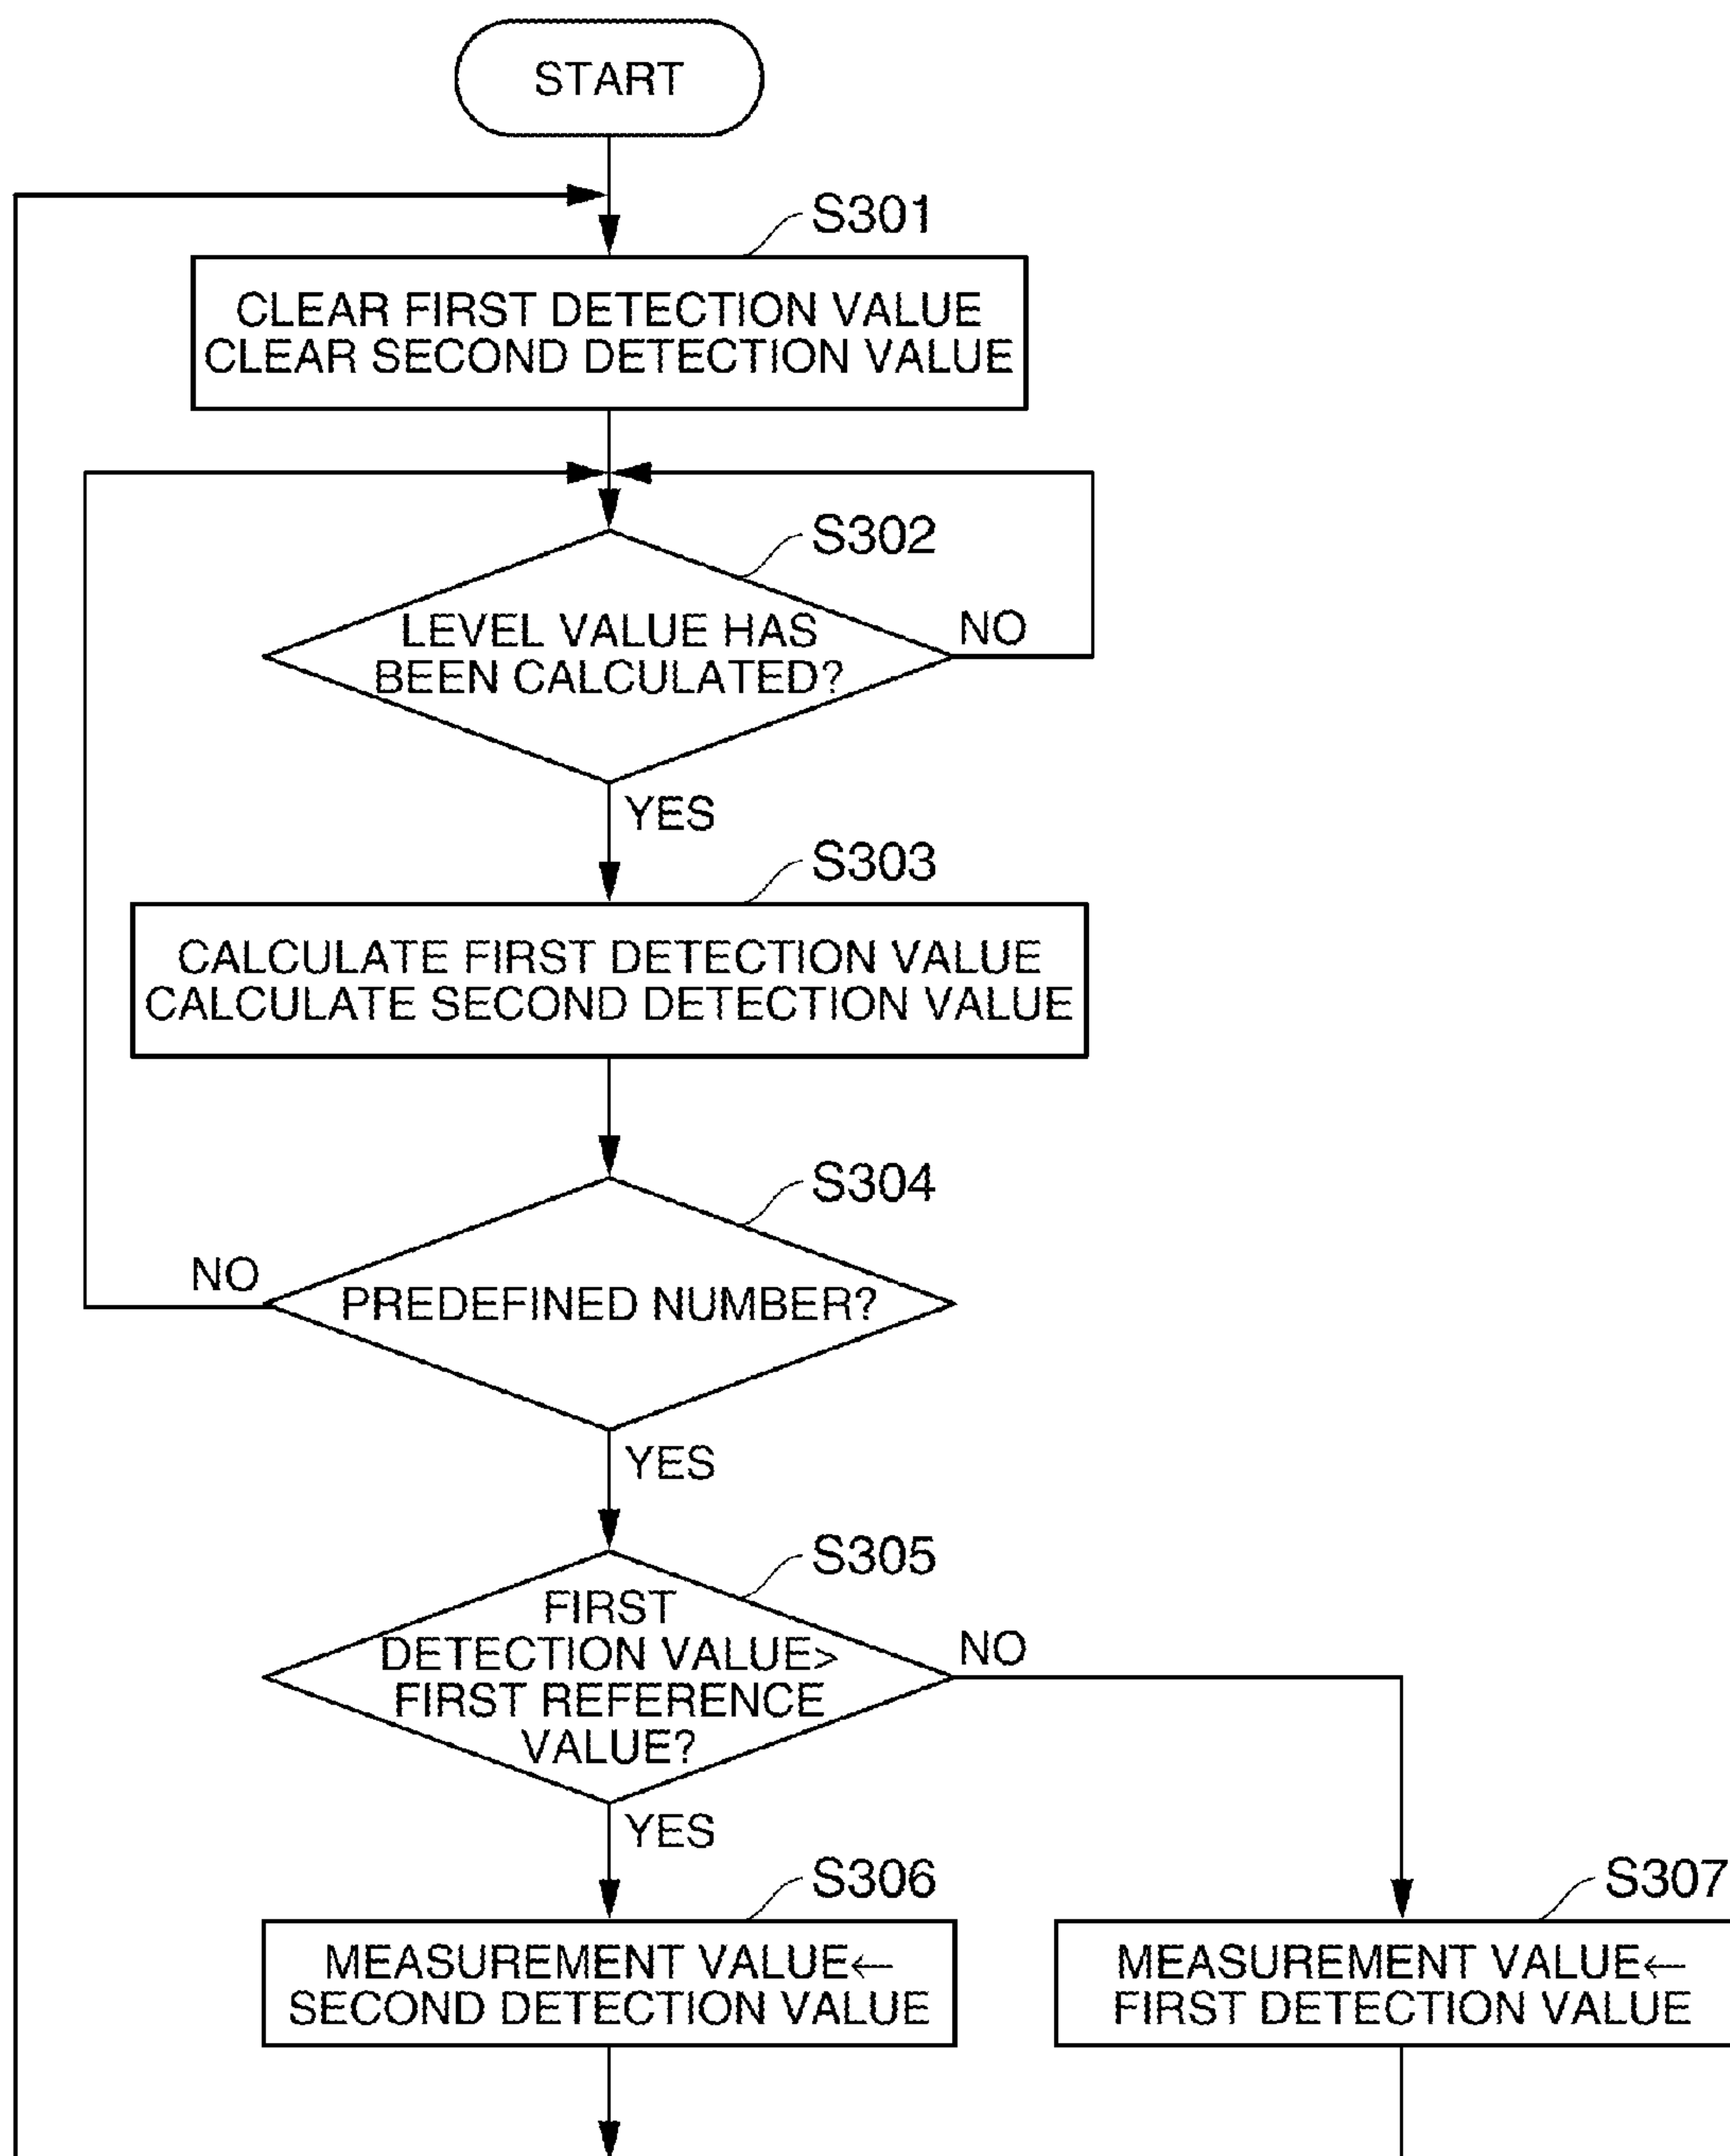 START
S301
CLEAR FIRST DETECTION VALUE
CLEAR SECOND DETECTION VALUE
S302
LEVEL VALUE HAS
BEEN CALCULATED?
NO
YES
S303
CALCULATE FIRST DETECTION VALUE
CALCULATE SECOND DETECTION VALUE
S304
NO
PREDEFINED NUMBER?
YES
S305
FIRST
DETECTION VALUE>
FIRST REFERENCE
VALUE?
NO
YES
S306
MEASUREMENT VALUE←
SECOND DETECTION VALUE
S307
MEASUREMENT VALUE←
FIRST DETECTION VALUE